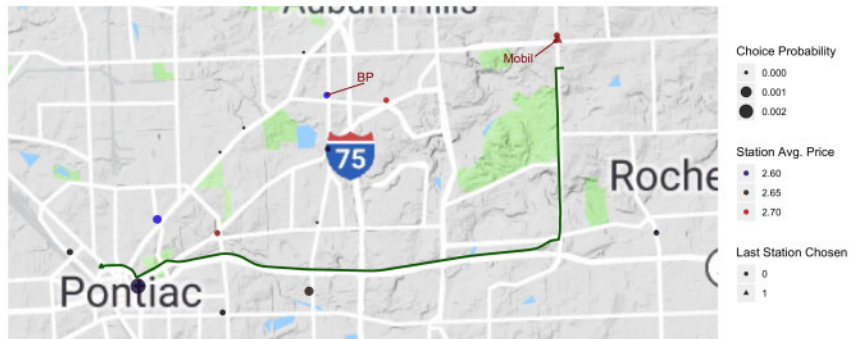 Auburn Hills
Mobil
BP
75
Roche
Pontiac
Choice Probability
0.000
0.001
0.002
Station Avg. Price
2.60
2.65
2.70
Last Station Chosen
0
1